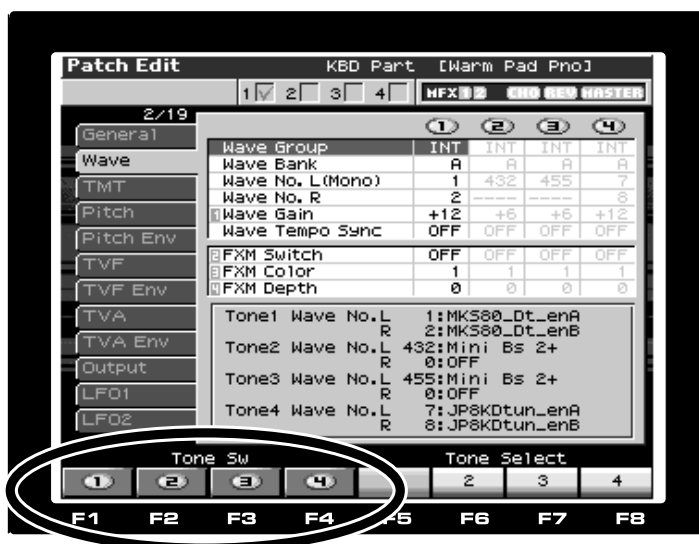 Patch Edit KBD Part [Warm Pad Pno]
1 2 3 4 MFX 1 2 CHO REV MASTER
2/19
General
Wave
TMT
Pitch
Pitch Env
TVF
TVF Env
TVA
TVA Env
Output
LFO1
LFO2
1 2 3 4
Wave Group INT INT INT INT
Wave Bank A A A A
Wave No. L(Mono) 1 432 455 7
Wave No. R 2 ---- ---- 8
1 Wave Gain +12 +6 +6 +12
Wave Tempo Sync OFF OFF OFF OFF
2 FXM Switch OFF OFF OFF OFF
3 FXM Color 1 1 1 1
4 FXM Depth 0 0 0 0
Tone1 Wave No.L 1:MKS80_Dt_enA
R 2:MKS80_Dt_enB
Tone2 Wave No.L 432:Mini Bs 2+
R 0:OFF
Tone3 Wave No.L 455:Mini Bs 2+
R 0:OFF
Tone4 Wave No.L 7:JP8KDtun_enA
R 8:JP8KDtun_enB
Tone Sw Tone Select
1 2 3 4 2 3 4
F1 F2 F3 F4 F5 F6 F7 F8